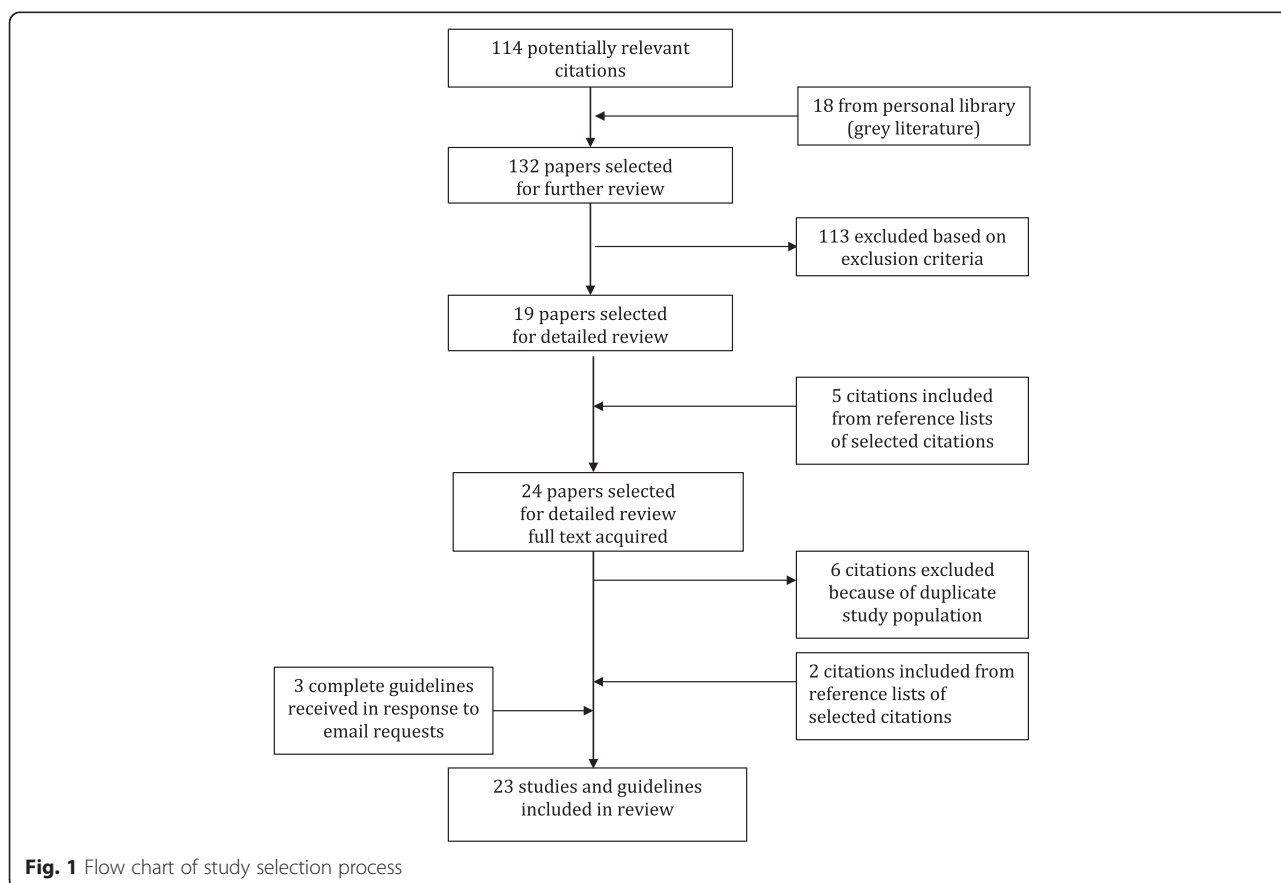 114 potentially relevant
citations
18 from personal library
(grey literature)
132 papers selected
for further review
113 excluded based on
exclusion criteria
19 papers selected
for detailed review
5 citations included
from reference lists
of selected citations
24 papers selected
for detailed review
full text acquired
6 citations excluded
because of duplicate
study population
2 citations included from
reference lists of
selected citations
3 complete guidelines
received in response to
email requests
23 studies and guidelines
included in review
Fig. 1 Flow chart of study selection process